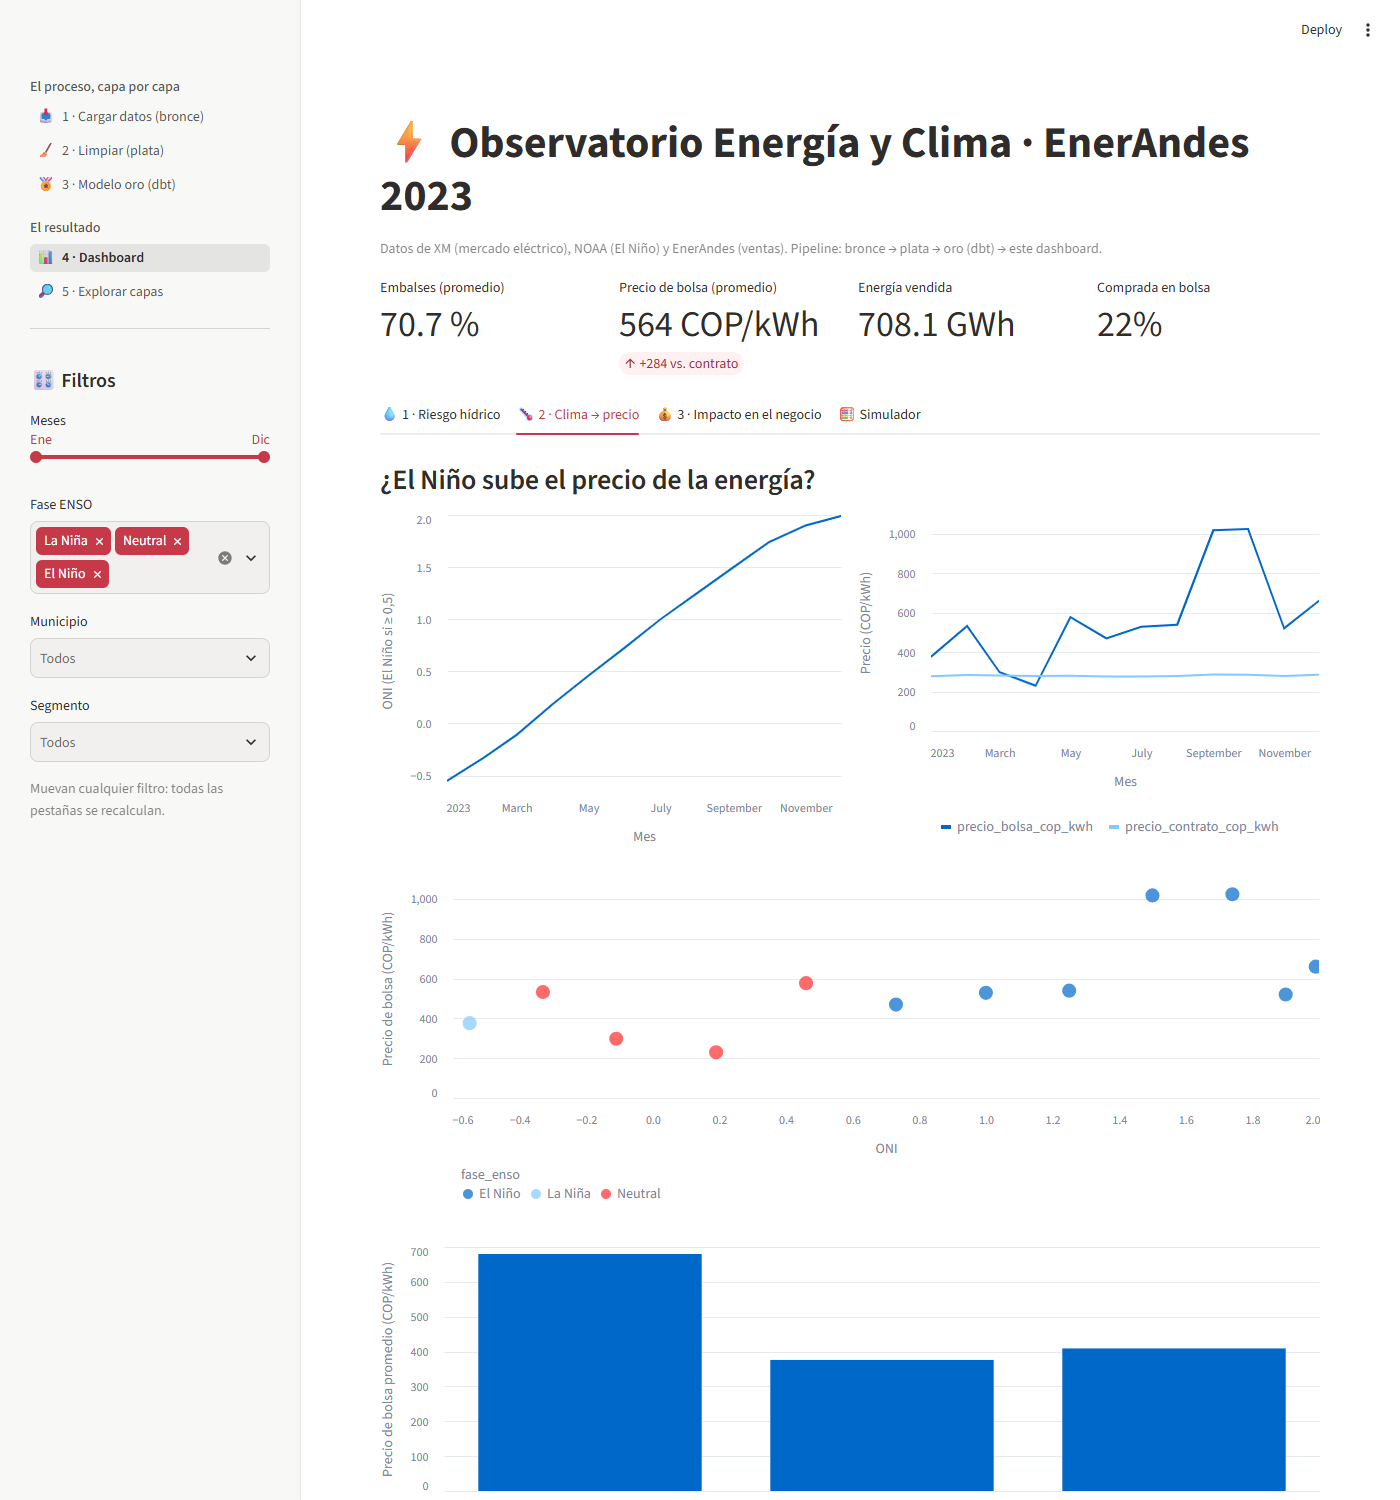 Deploy
El proceso, capa por capa
1 · Cargar datos (bronce)
2 · Limpiar (plata)
3 · Modelo oro (dbt)
El resultado
4 · Dashboard
5 · Explorar capas
Filtros
Meses
Ene Dic
Fase ENSO
La Niña × Neutral ×
El Niño ×
Municipio
Todos
Segmento
Todos
Muevan cualquier filtro: todas las
pestañas se recalculan.
Observatorio Energía y Clima · EnerAndes
2023
Datos de XM (mercado eléctrico), NOAA (El Niño) y EnerAndes (ventas). Pipeline: bronce → plata → oro (dbt) → este dashboard.
Embalses (promedio)
70.7 %
Precio de bolsa (promedio)
564 COP/kWh
↑ +284 vs. contrato
Energía vendida
708.1 GWh
Comprada en bolsa
22%
1 · Riesgo hídrico
2 · Clima → precio
3 · Impacto en el negocio
Simulador
¿El Niño sube el precio de la energía?
ONI (El Niño si ≥ 0,5)
2.0
1.5
1.0
0.5
0.0
−0.5
2023 March May July September November
Mes
Precio (COP/kWh)
1,000
800
600
400
200
0
2023 March May July September November
Mes
precio_bolsa_cop_kwh precio_contrato_cop_kwh
Precio de bolsa (COP/kWh)
1,000
800
600
400
200
0
−0.6 −0.4 −0.2 0.0 0.2 0.4 0.6 0.8 1.0 1.2 1.4 1.6 1.8 2.0
ONI
fase_enso
El Niño La Niña Neutral
Precio de bolsa promedio (COP/kWh)
700
600
500
400
300
200
100
0